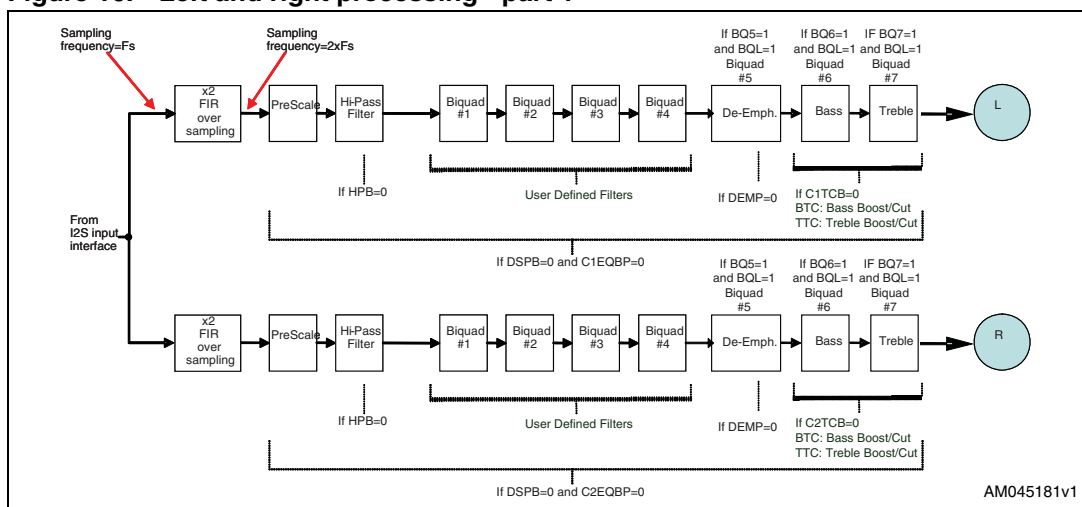 Figure 16. Left and right processing - part 1
Sampling
frequency=Fs
Sampling
frequency=2xFs
If BQ5=1
and BQL=1
Biquad
#5
If BQ6=1
and BQL=1
Biquad
#6
IF BQ7=1
and BQL=1
Biquad
#7
x2
FIR
over
sampling
PreScale
Hi-Pass
Filter
Biquad
#1
Biquad
#2
Biquad
#3
Biquad
#4
De-Emph.
Bass
Treble
L
If HPB=0
User Defined Filters
If DEMP=0
If C1TCB=0
BTC: Bass Boost/Cut
TTC: Treble Boost/Cut
From
I2S input
interface
If DSPB=0 and C1EQBP=0
If BQ5=1
and BQL=1
Biquad
#5
If BQ6=1
and BQL=1
Biquad
#6
IF BQ7=1
and BQL=1
Biquad
#7
x2
FIR
over
sampling
PreScale
Hi-Pass
Filter
Biquad
#1
Biquad
#2
Biquad
#3
Biquad
#4
De-Emph.
Bass
Treble
R
If HPB=0
User Defined Filters
If DEMP=0
If C2TCB=0
BTC: Bass Boost/Cut
TTC: Treble Boost/Cut
If DSPB=0 and C2EQBP=0
AM045181v1